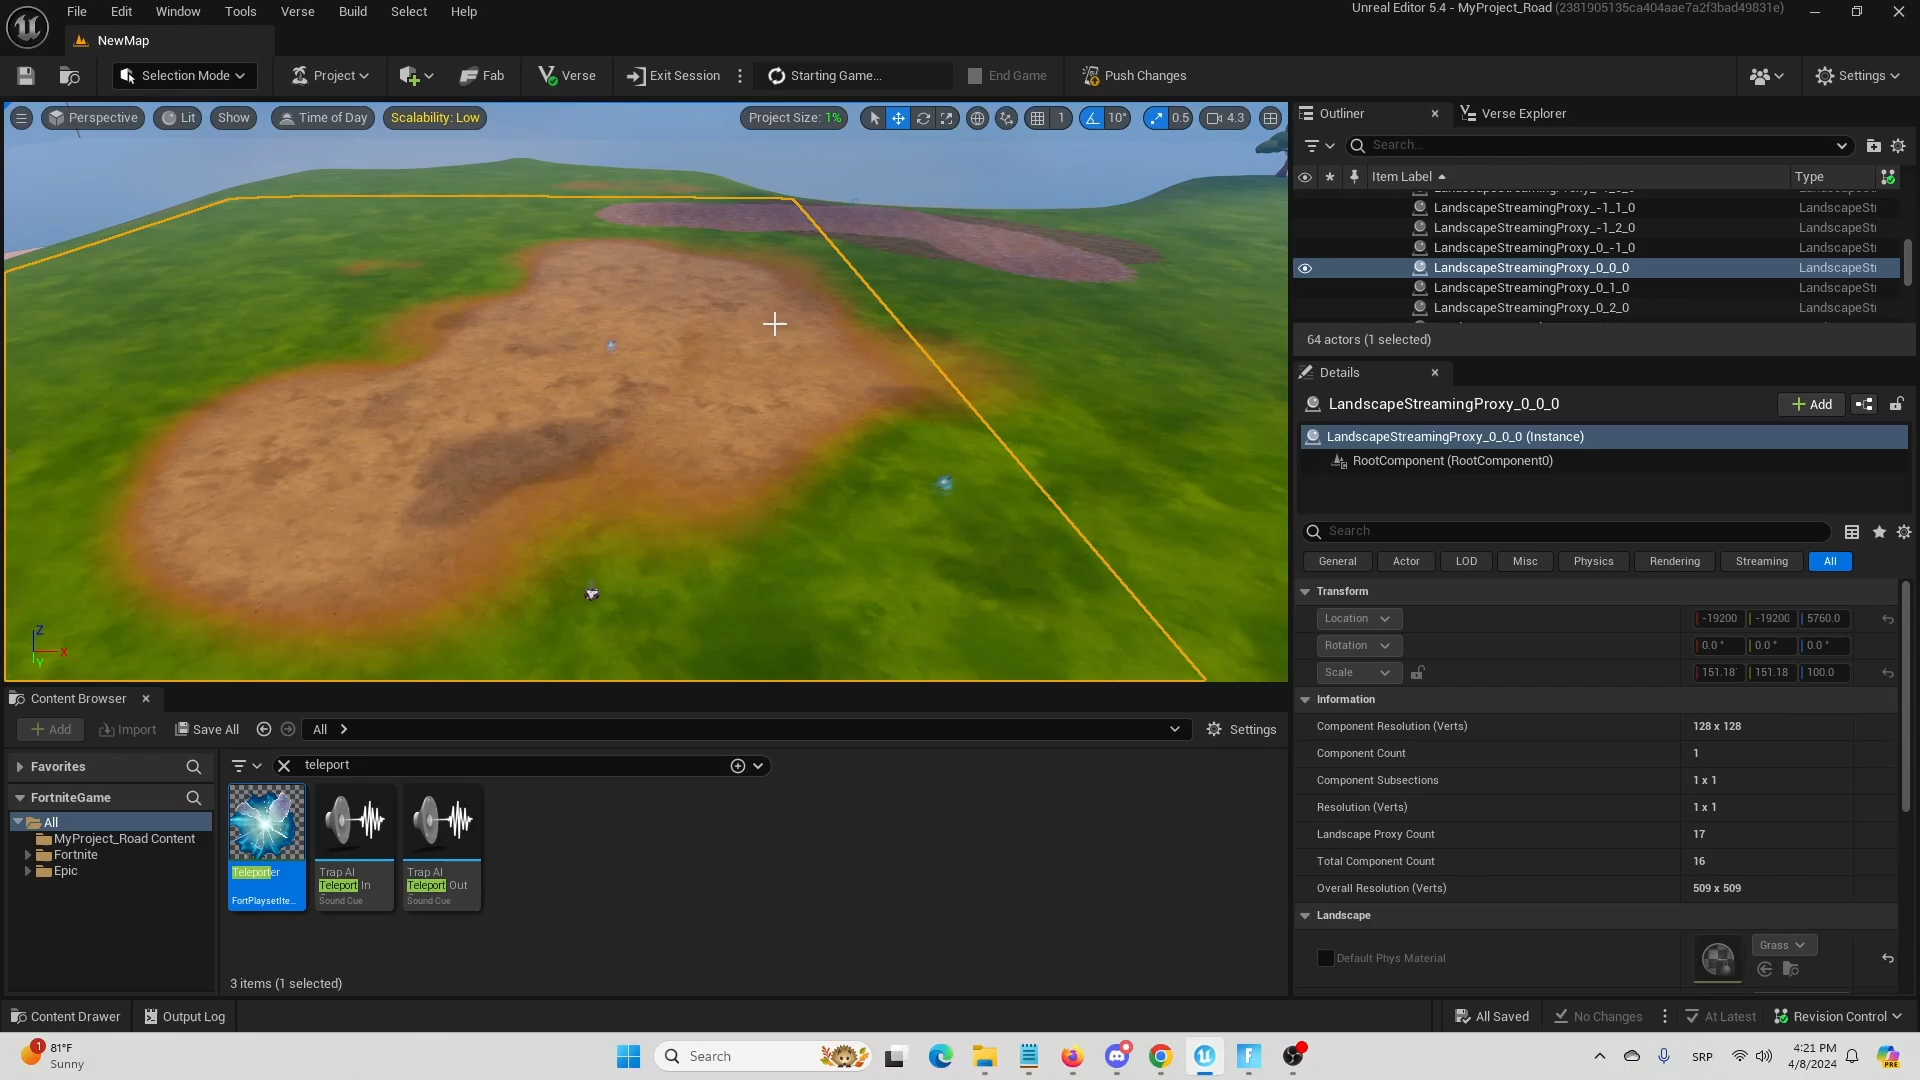 File Edit Window Tools Verse Build Select Help
Unreal Editor 5.4 - MyProject_Road (2381905135ca404aae7a2f3bad49831e)
NewMap
Selection Mode
Project
Fab
Verse
Exit Session
Starting Game...
End Game
Push Changes
Settings
Perspective
Lit
Show
Time of Day
Scalability: Low
Project Size: 1%
1
10°
0.5
4.3
Z
X
Y
Outliner
Verse Explorer
Search...
Item Label
Type
LandscapeStreamingProxy_-1_1_0 LandscapeSt
LandscapeStreamingProxy_-1_2_0 LandscapeSt
LandscapeStreamingProxy_0_-1_0 LandscapeSt
LandscapeStreamingProxy_0_0_0 LandscapeSt
LandscapeStreamingProxy_0_1_0 LandscapeSt
LandscapeStreamingProxy_0_2_0 LandscapeSt
64 actors (1 selected)
Details
LandscapeStreamingProxy_0_0_0
Add
LandscapeStreamingProxy_0_0_0 (Instance)
RootComponent (RootComponent0)
Search
General Actor LOD Misc Physics Rendering Streaming All
Transform
Location -19200 -19200 5760.0
Rotation 0.0 ° 0.0 ° 0.0 °
Scale 151.18 151.18 100.0
Information
Component Resolution (Verts) 128 x 128
Component Count 1
Component Subsections 1 x 1
Resolution (Verts) 1 x 1
Landscape Proxy Count 17
Total Component Count 16
Overall Resolution (Verts) 509 x 509
Landscape
Default Phys Material
Grass
Content Browser
Add
Import
Save All
All
Settings
Favorites
FortniteGame
All
MyProject_Road Content
Fortnite
Epic
teleport
Teleporter
FortPlaysetIte...
Trap AI
Teleport In
Sound Cue
Trap AI
Teleport Out
Sound Cue
3 items (1 selected)
Content Drawer
Output Log
All Saved
No Changes
At Latest
Revision Control
1
81°F
Sunny
Search
SRP
4:21 PM
4/8/2024
PRE